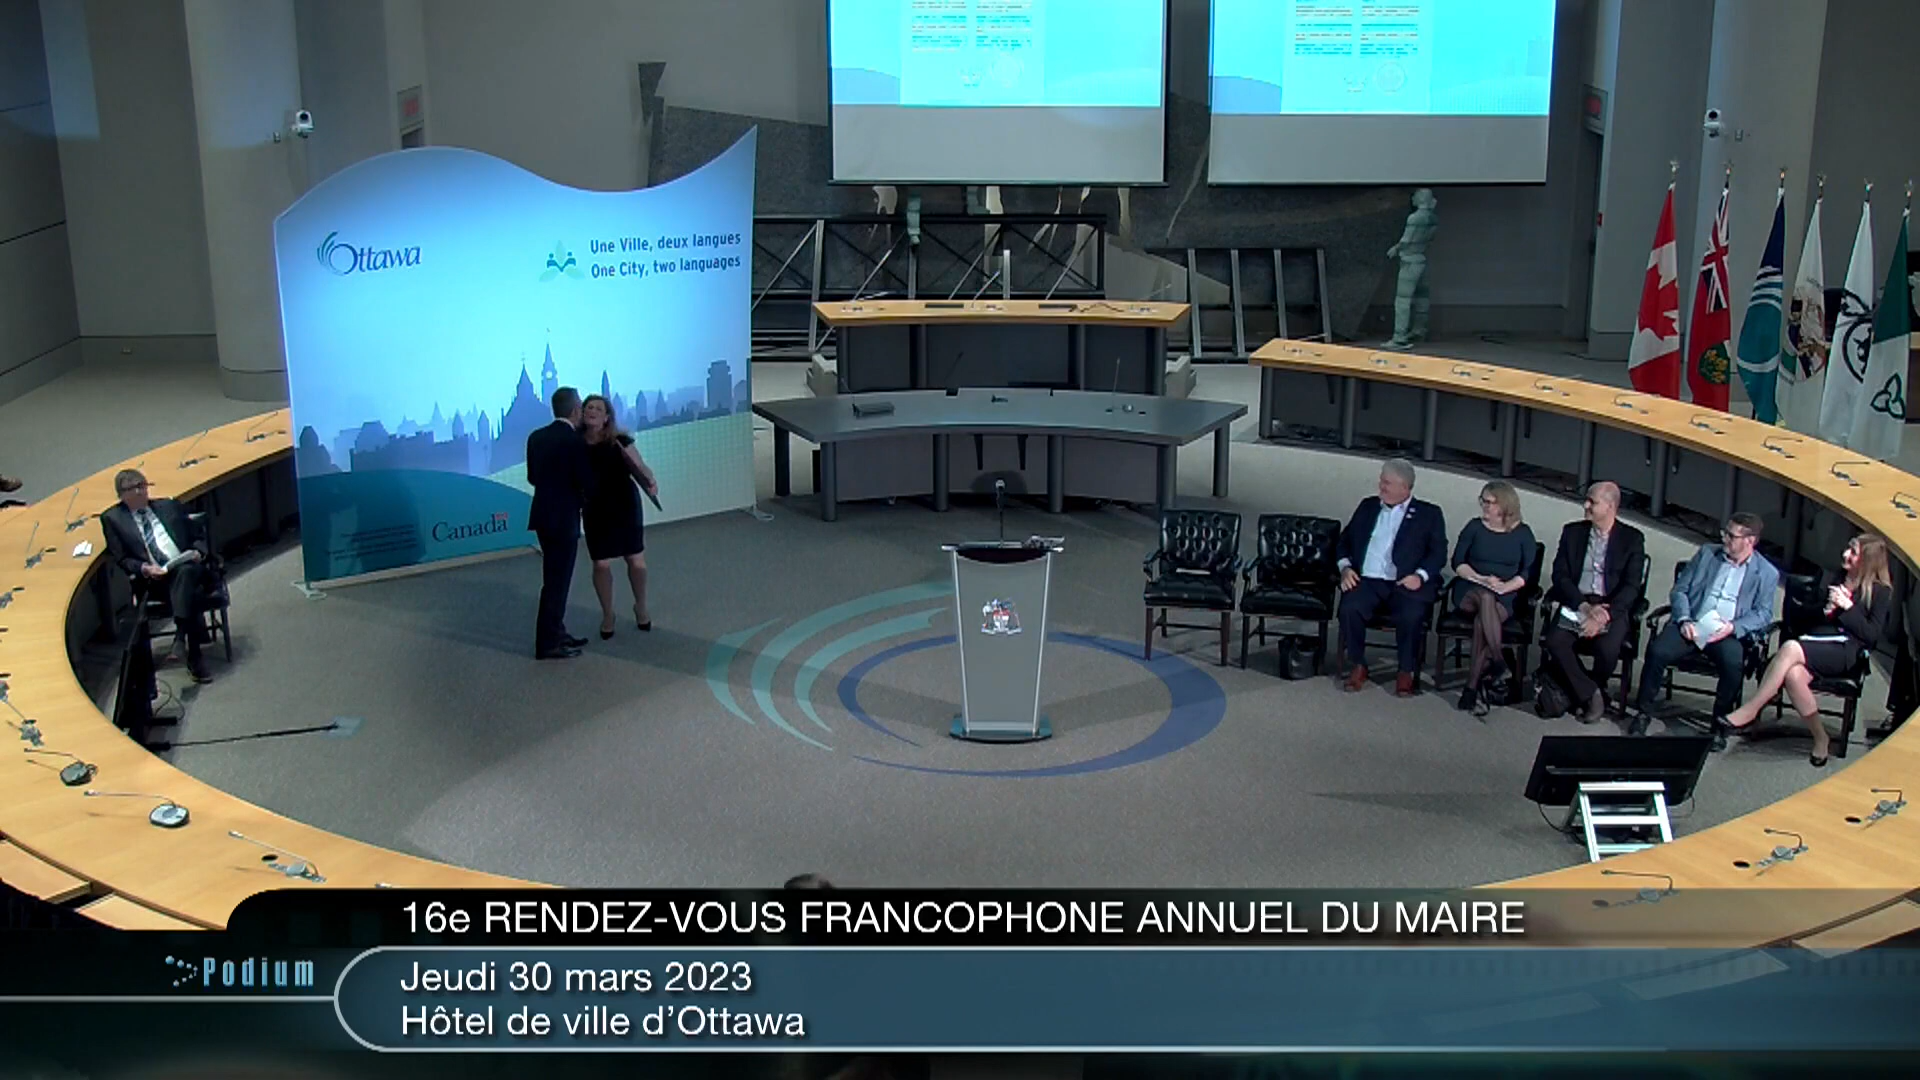 Ottawa
Une Ville, deux langues
One City, two languages
Canada
16e RENDEZ-VOUS FRANCOPHONE ANNUEL DU MAIRE
Podium
Jeudi 30 mars 2023
Hôtel de ville d'Ottawa